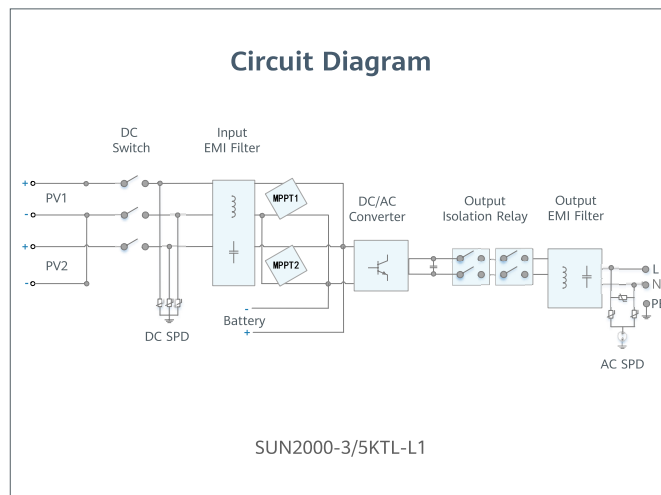 Circuit Diagram
DC
Switch
Input
EMI Filter
+
PV1
-
+
PV2
-
MPPT1
MPPT2
DC/AC
Converter
Output
Isolation Relay
Output
EMI Filter
L
N
PE
DC SPD
-
Battery
+
AC SPD
SUN2000-3/5KTL-L1